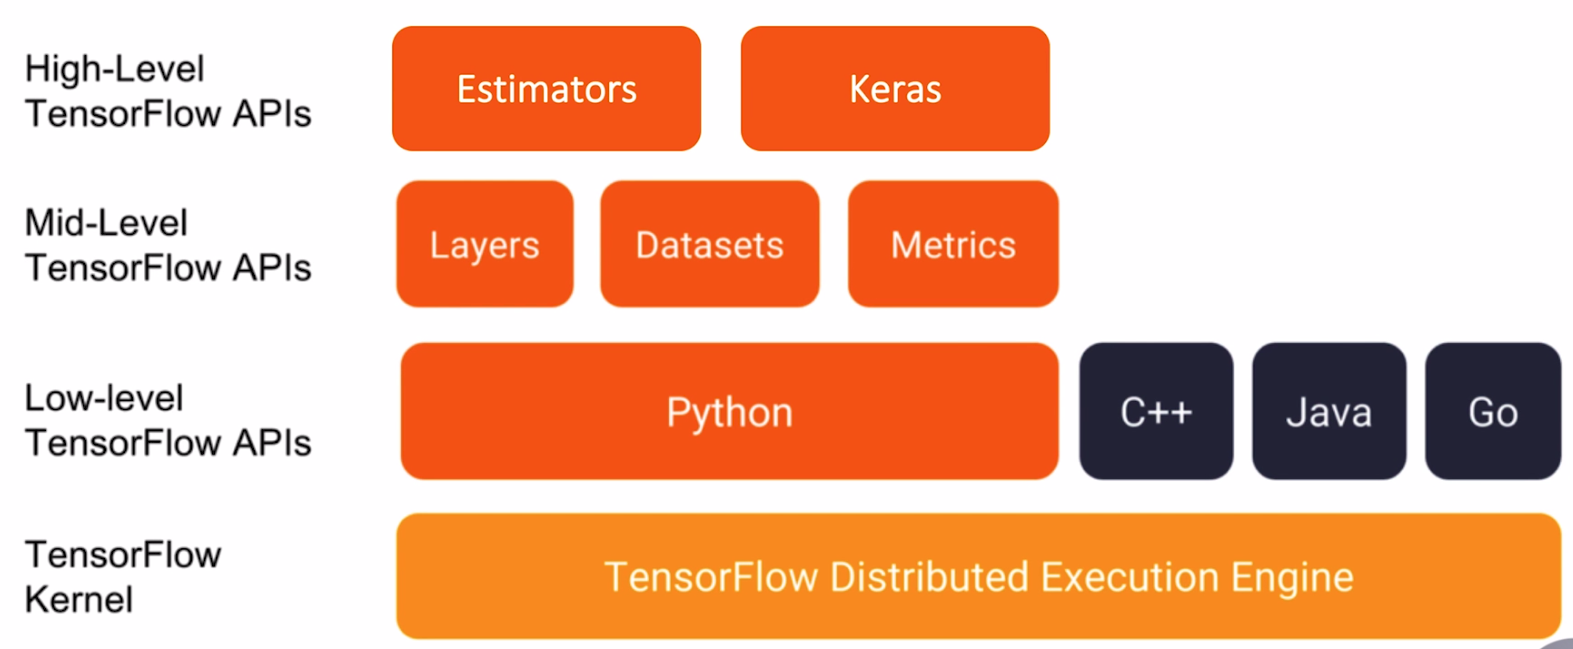 High-Level
TensorFlow APIs
Estimators
Keras
Mid-Level
TensorFlow APIs
Layers
Datasets
Metrics
Low-level
TensorFlow APIs
Python
C++
Java
Go
TensorFlow
Kernel
TensorFlow Distributed Execution Engine